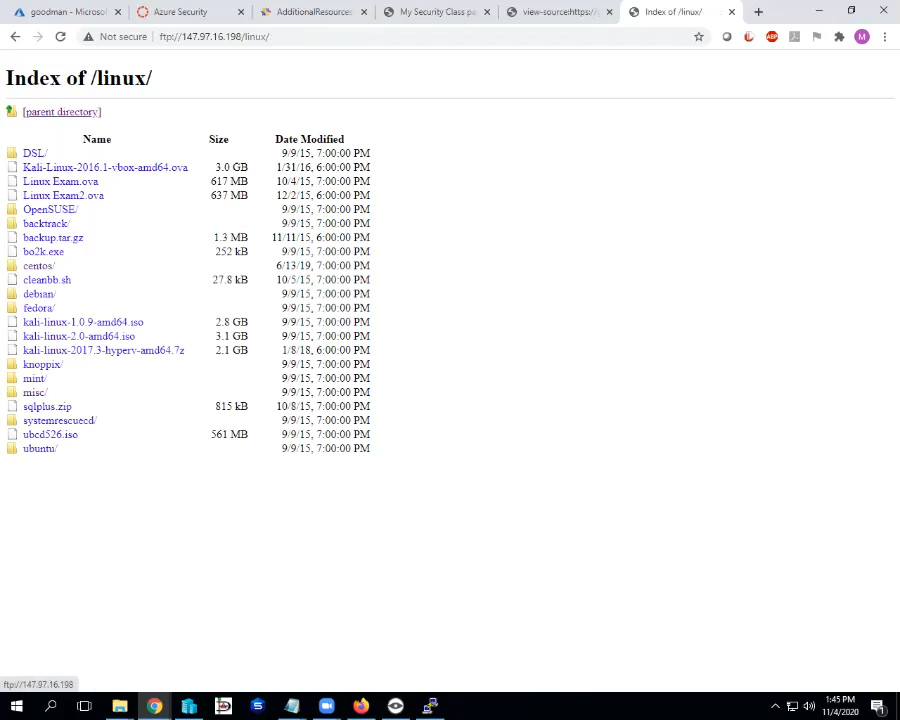 goodman - Microsof
Azure Security
AdditionalResources
My Security Class pa
view-source:https://
Index of /linux/
Not secure | ftp://147.97.16.198/linux/
ABP
M
Index of /linux/
[parent directory]
Name Size Date Modified
DSL/ 9/9/15, 7:00:00 PM
Kali-Linux-2016.1-vbox-amd64.ova 3.0 GB 1/31/16, 6:00:00 PM
Linux Exam.ova 617 MB 10/4/15, 7:00:00 PM
Linux Exam2.ova 637 MB 12/2/15, 6:00:00 PM
OpenSUSE/ 9/9/15, 7:00:00 PM
backtrack/ 9/9/15, 7:00:00 PM
backup.tar.gz 1.3 MB 11/11/15, 6:00:00 PM
bo2k.exe 252 kB 9/9/15, 7:00:00 PM
centos/ 6/13/19, 7:00:00 PM
cleanbb.sh 27.8 kB 10/5/15, 7:00:00 PM
debian/ 9/9/15, 7:00:00 PM
fedora/ 9/9/15, 7:00:00 PM
kali-linux-1.0.9-amd64.iso 2.8 GB 9/9/15, 7:00:00 PM
kali-linux-2.0-amd64.iso 3.1 GB 9/9/15, 7:00:00 PM
kali-linux-2017.3-hyperv-amd64.7z 2.1 GB 1/8/18, 6:00:00 PM
knoppix/ 9/9/15, 7:00:00 PM
mint/ 9/9/15, 7:00:00 PM
misc/ 9/9/15, 7:00:00 PM
sqlplus.zip 815 kB 10/8/15, 7:00:00 PM
systemrescuecd/ 9/9/15, 7:00:00 PM
ubcd526.iso 561 MB 9/9/15, 7:00:00 PM
ubuntu/ 9/9/15, 7:00:00 PM
ftp://147.97.16.198
1:45 PM
11/4/2020